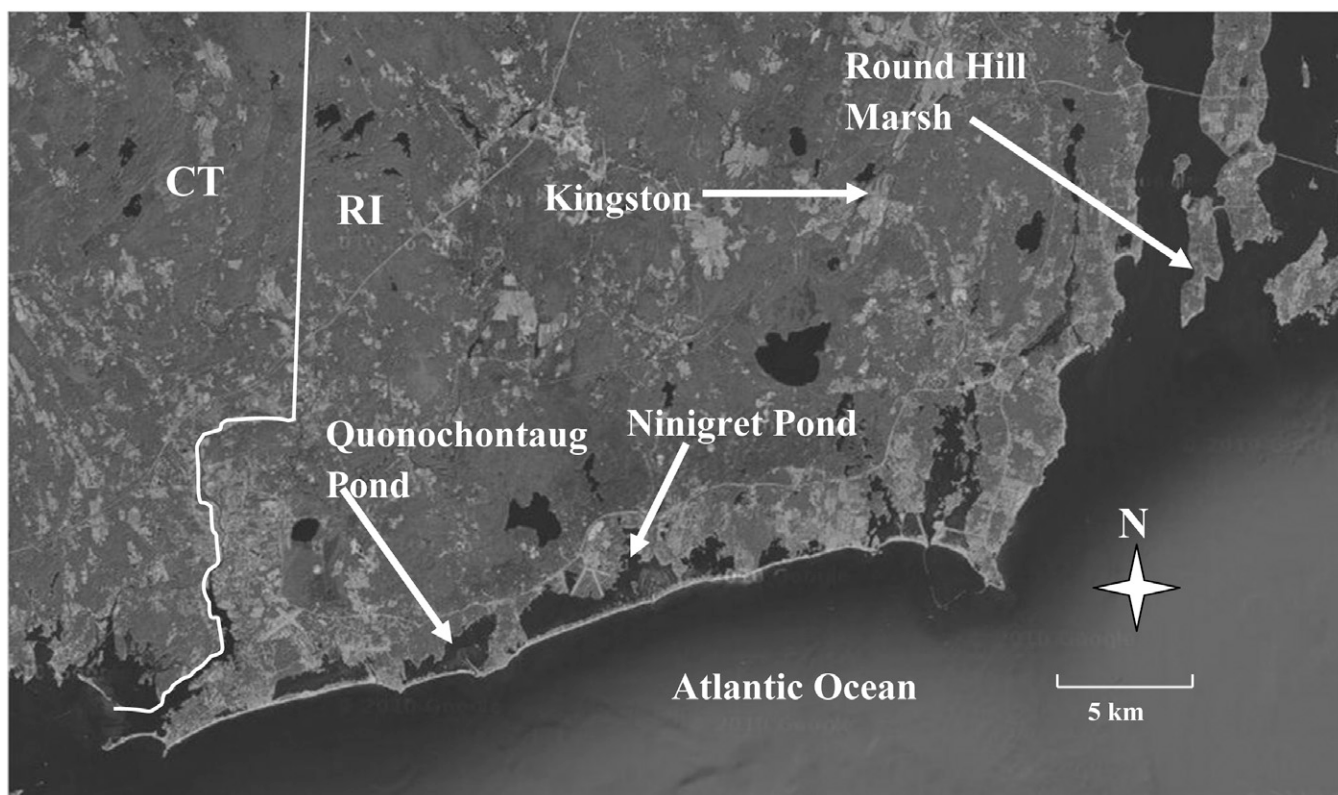 Round Hill
Marsh
CT
RI
Kingston
Quonochontaug
Pond
Ninigret Pond
N
Atlantic Ocean
5 km